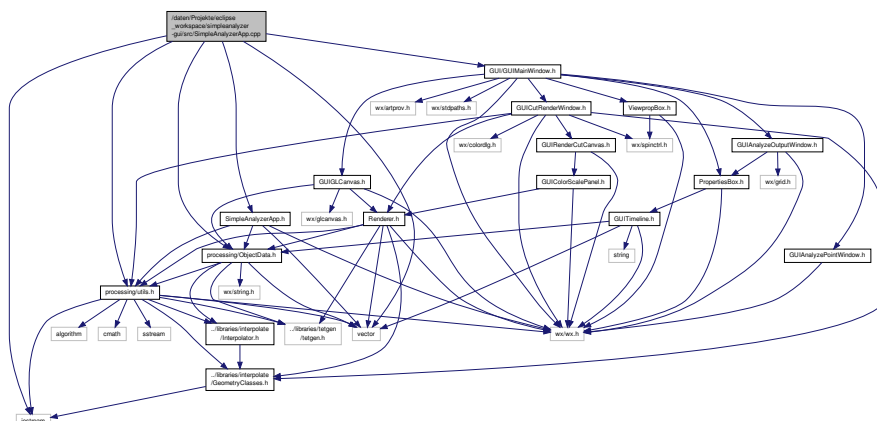 /daten/Projekte/eclipse
_workspace/simpleanalyzer
-gui/src/SimpleAnalyzerApp.cpp
GUI/GUIMainWindow.h
wx/artprov.h
wx/stdpaths.h
GUICutRenderWindow.h
ViewpropBox.h
wx/colordlg.h
GUIRenderCutCanvas.h
wx/spinctrl.h
GUIAnalyzeOutputWindow.h
GUIGLCanvas.h
GUIColorScalePanel.h
PropertiesBox.h
wx/grid.h
SimpleAnalyzerApp.h
wx/glcanvas.h
Renderer.h
GUITimeline.h
processing/ObjectData.h
string
GUIAnalyzePointWindow.h
processing/utils.h
wx/string.h
algorithm
cmath
sstream
../libraries/interpolate
/Interpolator.h
../libraries/tetgen
/tetgen.h
vector
wx/wx.h
../libraries/interpolate
/GeometryClasses.h
iostream